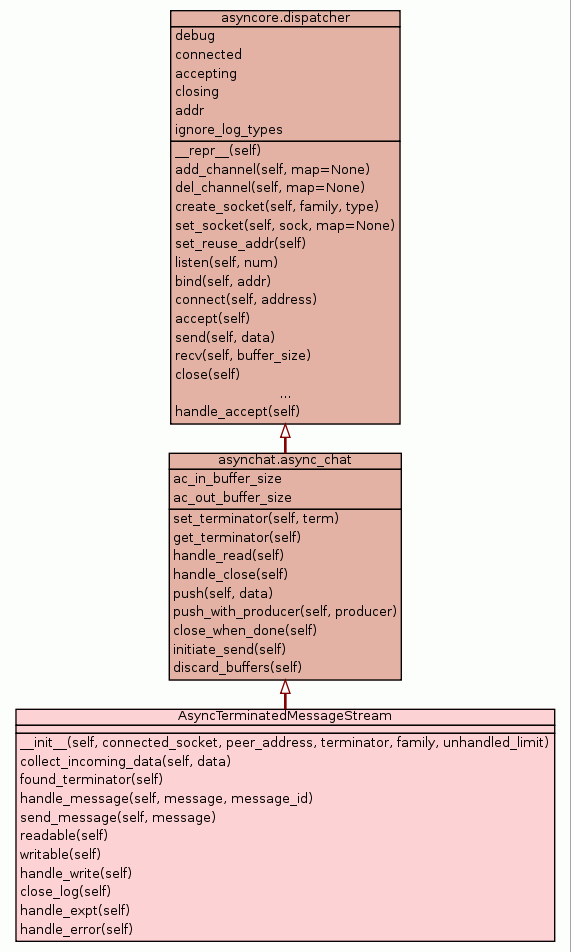 asyncore.dispatcher
debug
connected
accepting
closing
addr
ignore_log_types
__repr__(self)
add_channel(self, map=None)
del_channel(self, map=None)
create_socket(self, family, type)
set_socket(self, sock, map=None)
set_reuse_addr(self)
listen(self, num)
bind(self, addr)
connect(self, address)
accept(self)
send(self, data)
recv(self, buffer_size)
close(self)
...
handle_accept(self)
asynchat.async_chat
ac_in_buffer_size
ac_out_buffer_size
set_terminator(self, term)
get_terminator(self)
handle_read(self)
handle_close(self)
push(self, data)
push_with_producer(self, producer)
close_when_done(self)
initiate_send(self)
discard_buffers(self)
AsyncTerminatedMessageStream
__init__(self, connected_socket, peer_address, terminator, family, unhandled_limit)
collect_incoming_data(self, data)
found_terminator(self)
handle_message(self, message, message_id)
send_message(self, message)
readable(self)
writable(self)
handle_write(self)
close_log(self)
handle_expt(self)
handle_error(self)